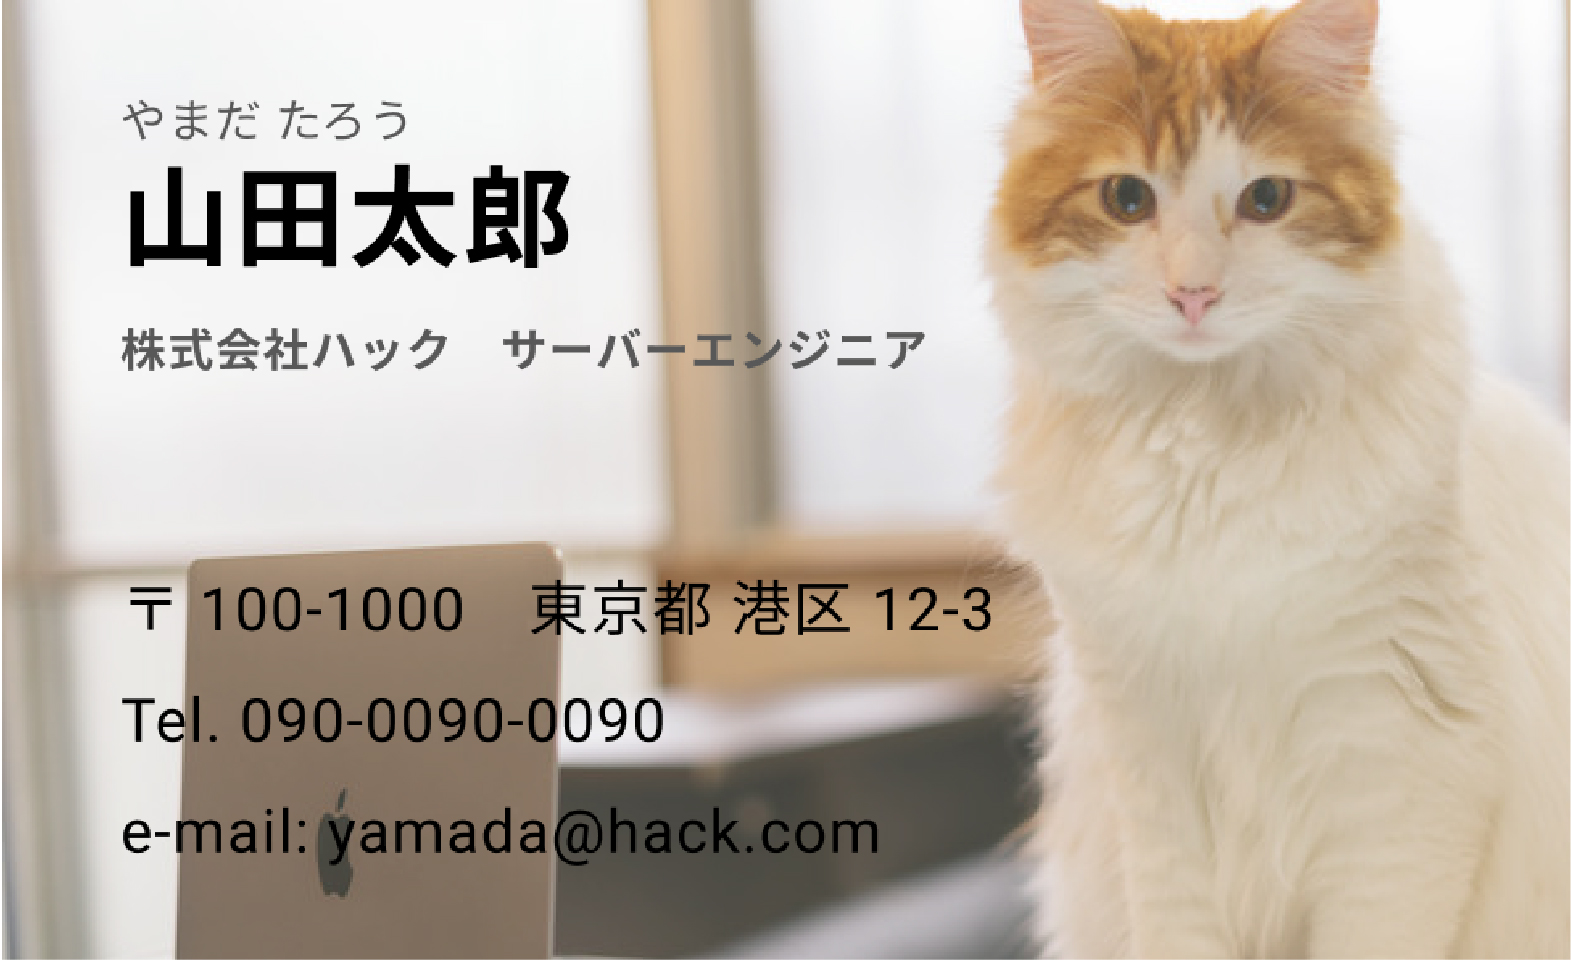 やまだ たろう
山田太郎
株式会社ハック　サーバーエンジニア
〒 100-1000　東京都 港区 12-3
Tel. 090-0090-0090
e-mail: yamada@hack.com